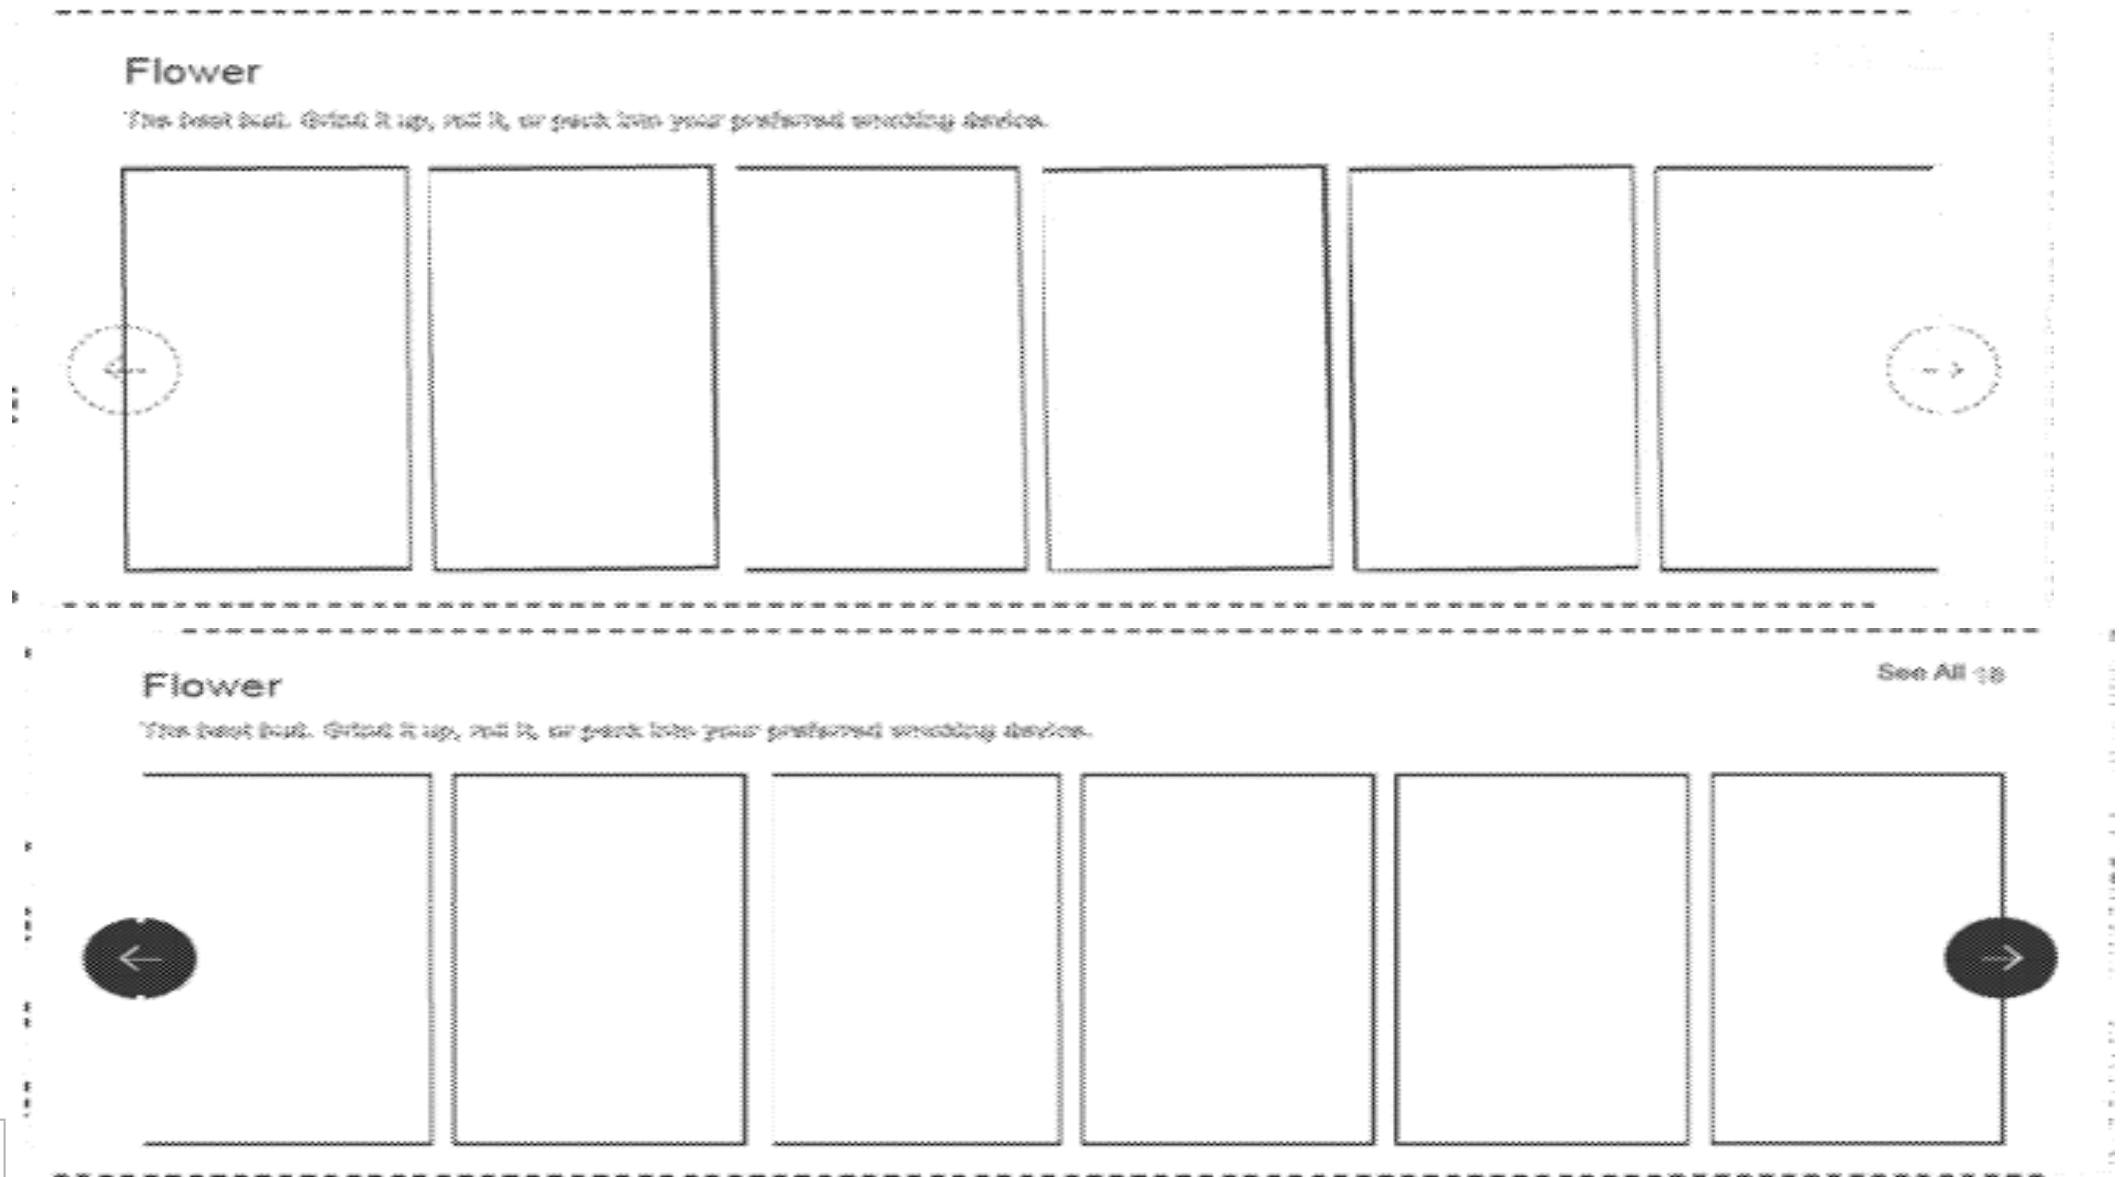 Flower
The best bud. Grind it up, roll it, or pack into your preferred smoking device.
Flower
See All 18
The best bud. Grind it up, roll it, or pack into your preferred smoking device.